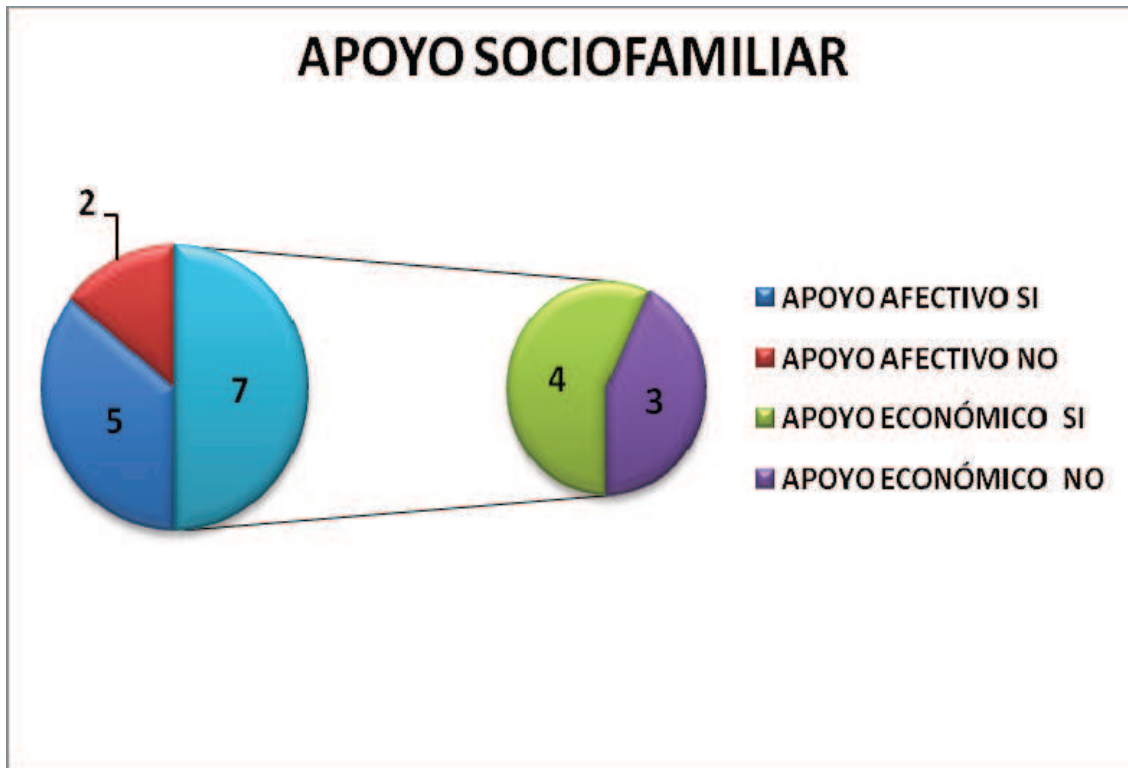 APOYO SOCIOFAMILIAR
2
5
7
4
3
APOYO AFECTIVO SI
APOYO AFECTIVO NO
APOYO ECONÓMICO SI
APOYO ECONÓMICO NO